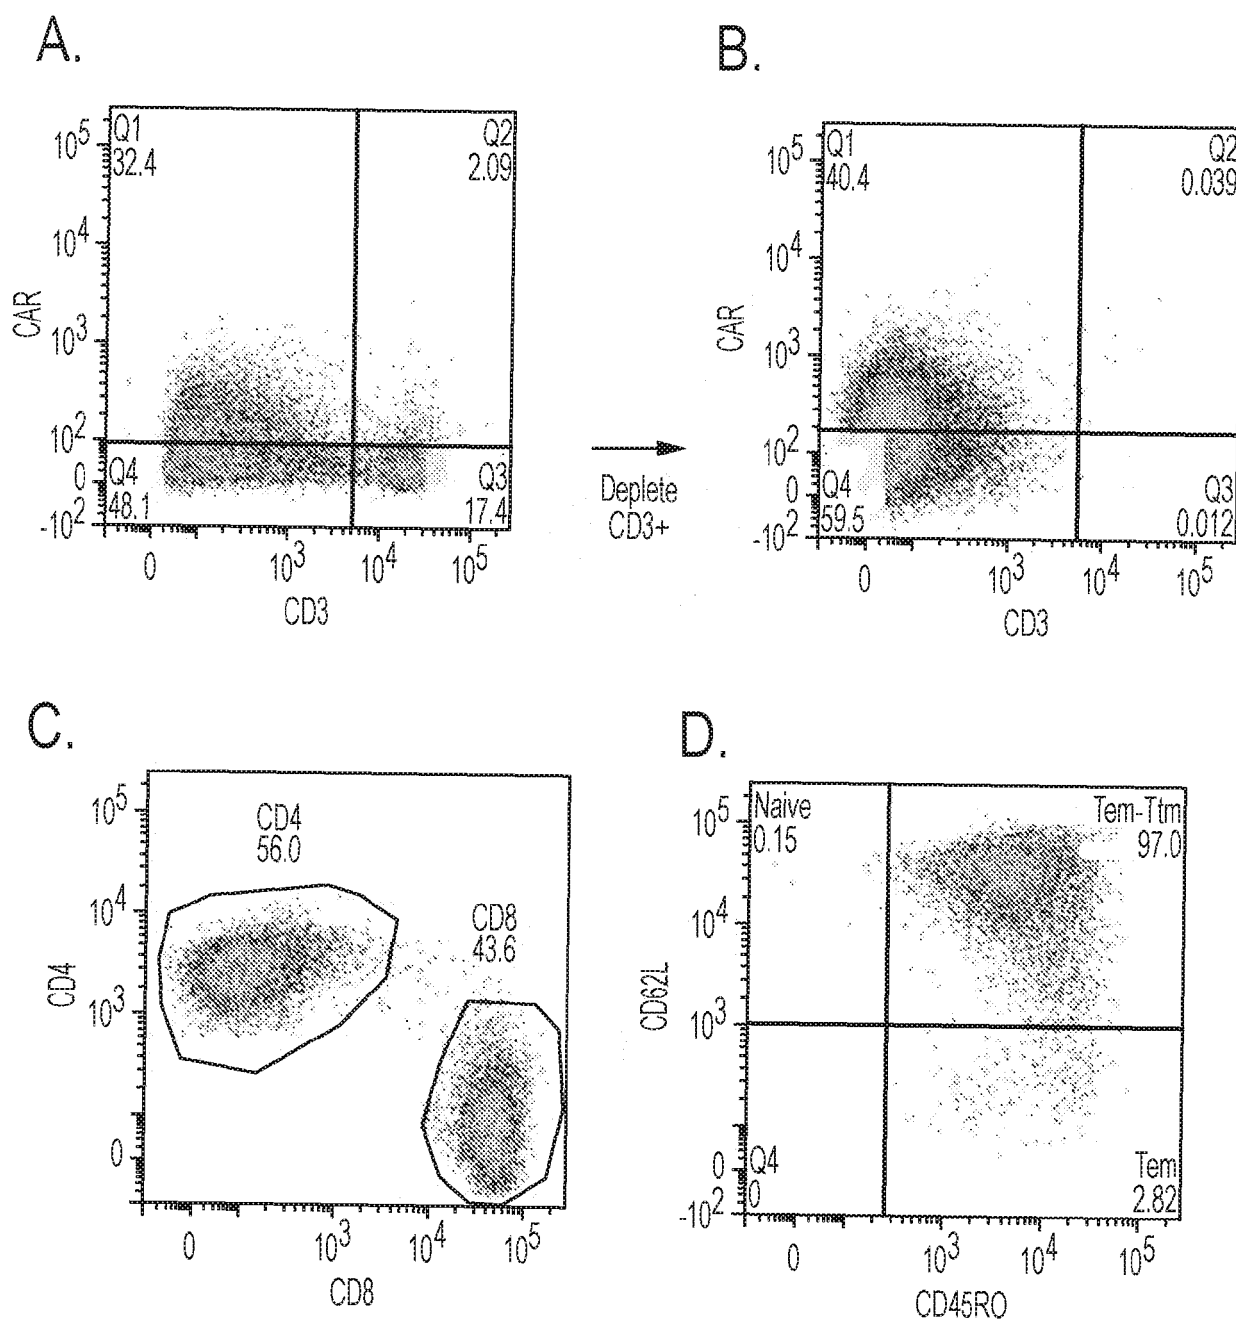 A.
Q1
32.4
Q2
2.09
10^5
10^4
10^3
10^2
0
-10^2
CAR
Q4
48.1
Q3
17.4
0
10^3
10^4
10^5
CD3
Deplete
CD3+
B.
Q1
40.4
Q2
0.039
10^5
10^4
10^3
10^2
0
-10^2
CAR
Q4
59.5
Q3
0.012
0
10^3
10^4
10^5
CD3
C.
CD4
56.0
CD8
43.6
10^5
10^4
10^3
0
CD4
0
10^3
10^4
10^5
CD8
D.
Naive
0.15
Tem-Ttm
97.0
10^5
10^4
10^3
0
-10^2
CD62L
Q4
0
Tem
2.82
0
10^3
10^4
10^5
CD45RO